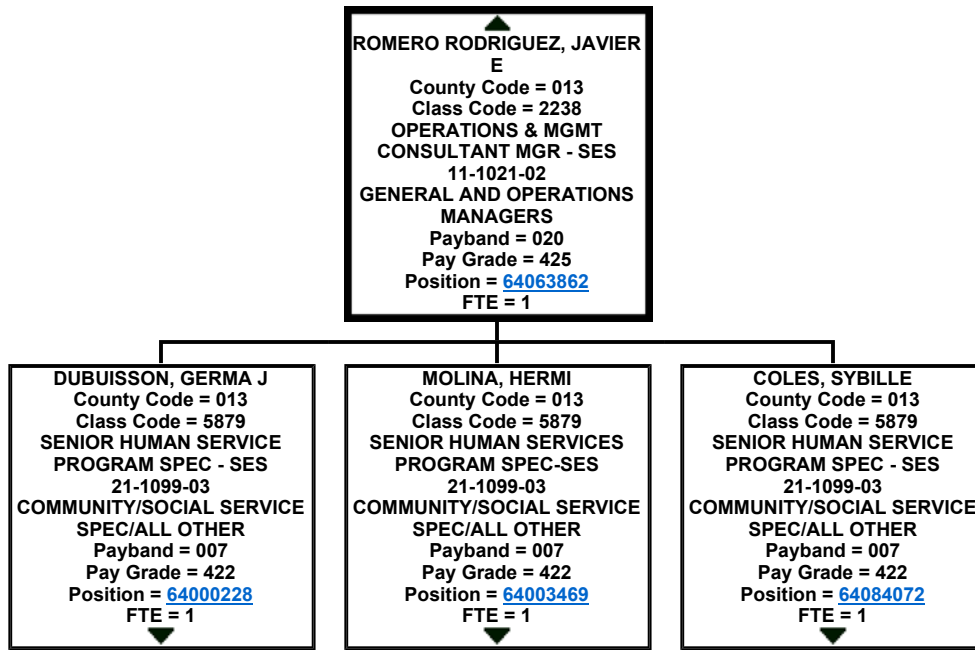 ROMERO RODRIGUEZ, JAVIER
E
County Code = 013
Class Code = 2238
OPERATIONS & MGMT
CONSULTANT MGR - SES
11-1021-02
GENERAL AND OPERATIONS
MANAGERS
Payband = 020
Pay Grade = 425
Position = 64063862
FTE = 1
DUBUISSON, GERMA J
County Code = 013
Class Code = 5879
SENIOR HUMAN SERVICE
PROGRAM SPEC - SES
21-1099-03
COMMUNITY/SOCIAL SERVICE
SPEC/ALL OTHER
Payband = 007
Pay Grade = 422
Position = 64000228
FTE = 1
MOLINA, HERMI
County Code = 013
Class Code = 5879
SENIOR HUMAN SERVICES
PROGRAM SPEC-SES
21-1099-03
COMMUNITY/SOCIAL SERVICE
SPEC/ALL OTHER
Payband = 007
Pay Grade = 422
Position = 64003469
FTE = 1
COLES, SYBILLE
County Code = 013
Class Code = 5879
SENIOR HUMAN SERVICE
PROGRAM SPEC - SES
21-1099-03
COMMUNITY/SOCIAL SERVICE
SPEC/ALL OTHER
Payband = 007
Pay Grade = 422
Position = 64084072
FTE = 1